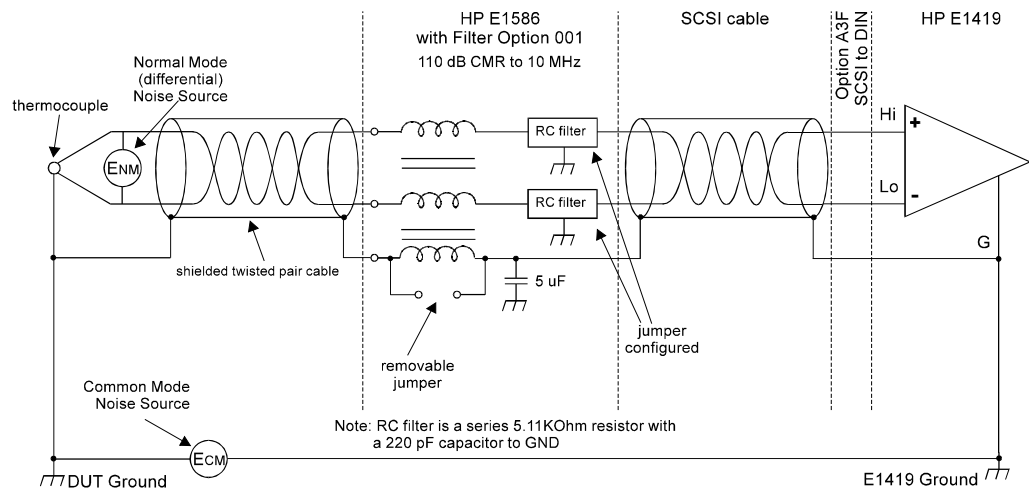 HP E1586
with Filter Option 001
110 dB CMR to 10 MHz
SCSI cable
Option A3F
SCSI to DIN
HP E1419
Normal Mode
(differential)
Noise Source
thermocouple
ENM
RC filter
RC filter
Hi
+
Lo
-
G
shielded twisted pair cable
5 uF
removable
jumper
jumper
configured
Common Mode
Noise Source
Note: RC filter is a series 5.11KOhm resistor with
a 220 pF capacitor to GND
ECM
DUT Ground
E1419 Ground